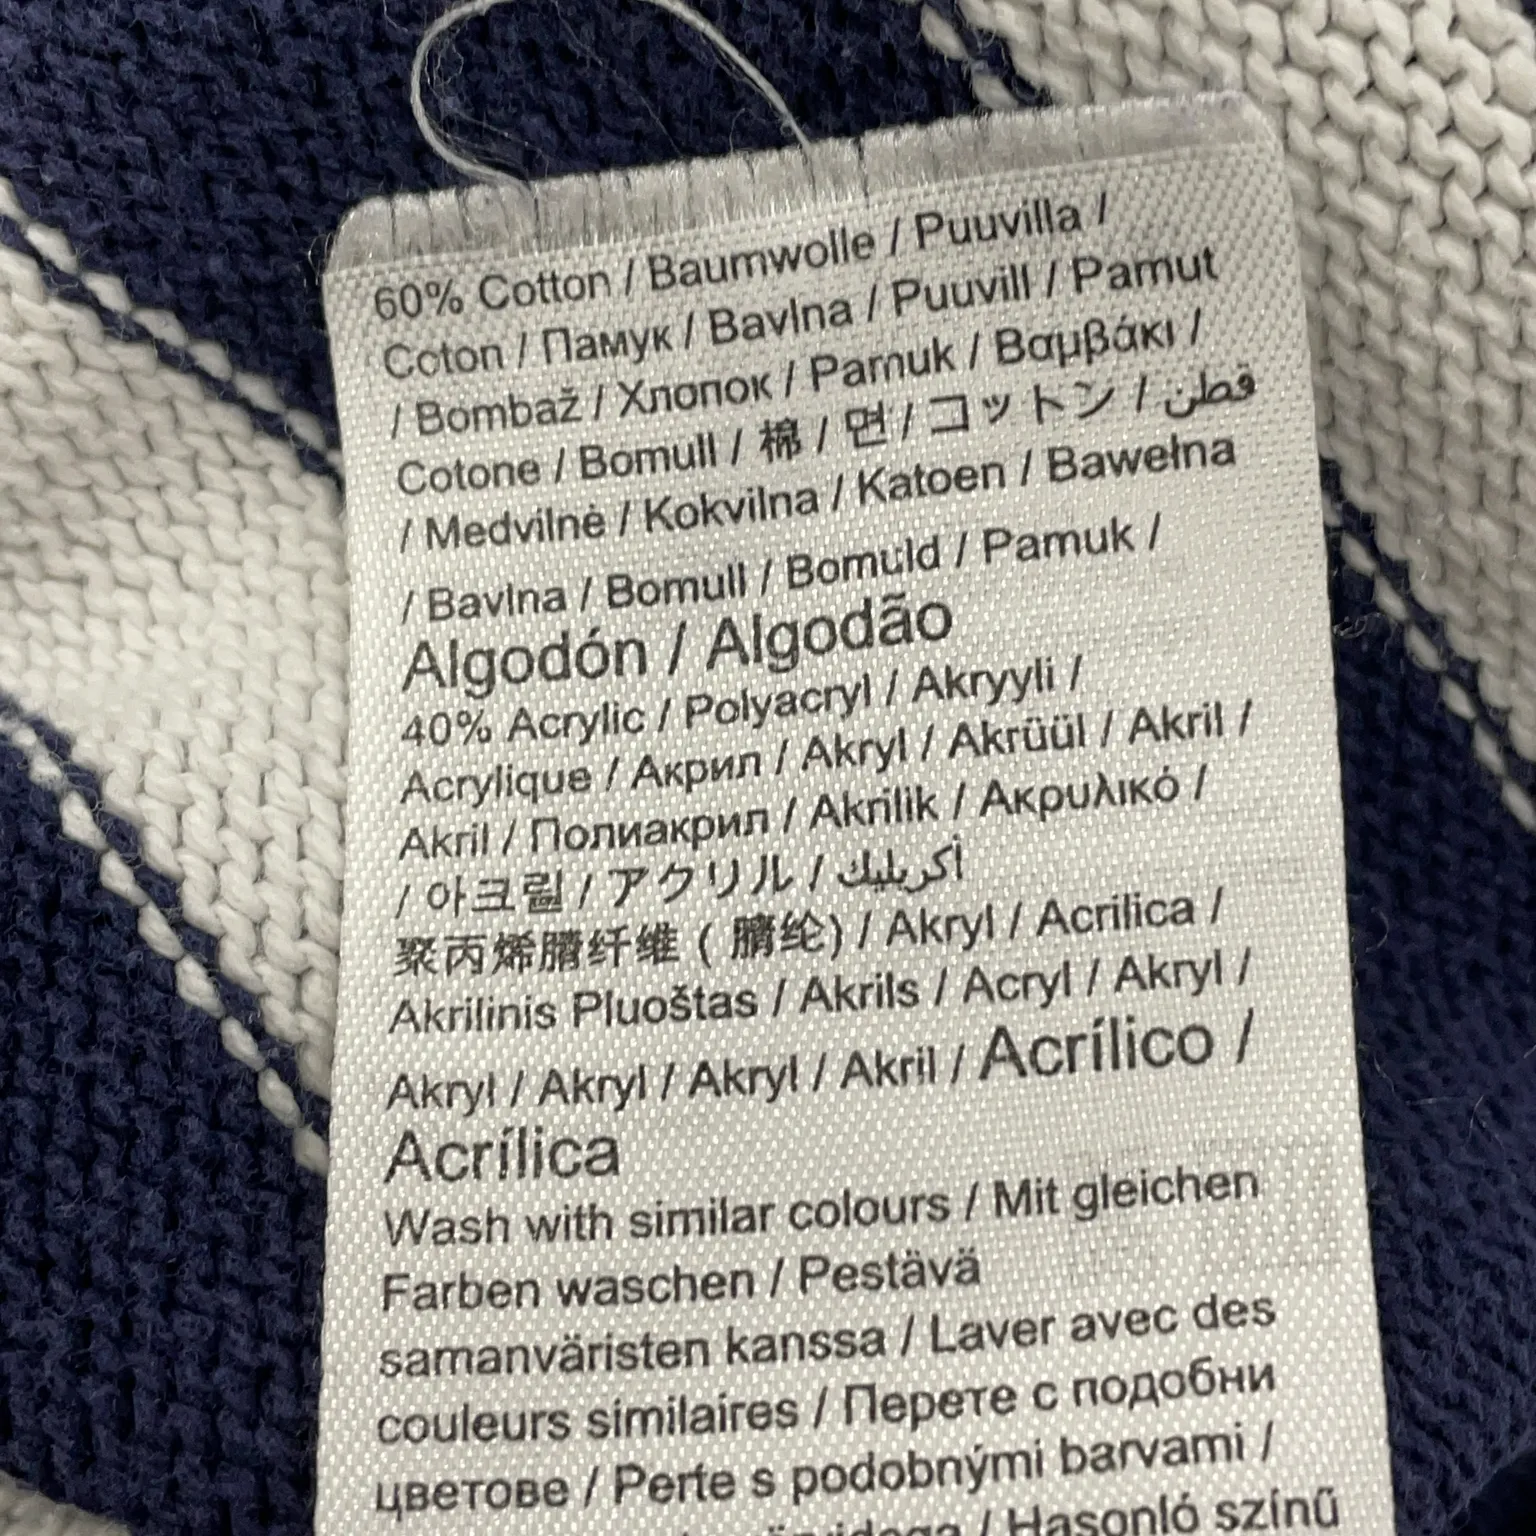 60% Cotton / Baumwolle / Puuvilla /
Coton / Памук / Bavlna / Puuvill / Pamut
/ Bombaž / Хлопок / Pamuk / Βαμβάκι /
Cotone / Bomull / 棉 / 면 / コットン / قطن
/ Medvilnė / Kokvilna / Katoen / Bawełna
/ Bavlna / Bomull / Bomuld / Pamuk /
Algodón / Algodão
40% Acrylic / Polyacryl / Akryyli /
Acrylique / Акрил / Akryl / Akrüül / Akril /
Akril / Полиакрил / Akrilik / Ακρυλικό /
/ 아크릴 / アクリル / أكريليك
聚丙烯腈纤维 ( 腈纶) / Akryl / Acrilica /
Akrilinis Pluoštas / Akrils / Acryl / Akryl /
Akryl / Akryl / Akryl / Akril / Acrílico /
Acrílica
Wash with similar colours / Mit gleichen
Farben waschen / Pestävä
samanväristen kanssa / Laver avec des
couleurs similaires / Перете с подобни
цветове / Perte s podobnými barvami /
/ Hasonló színű